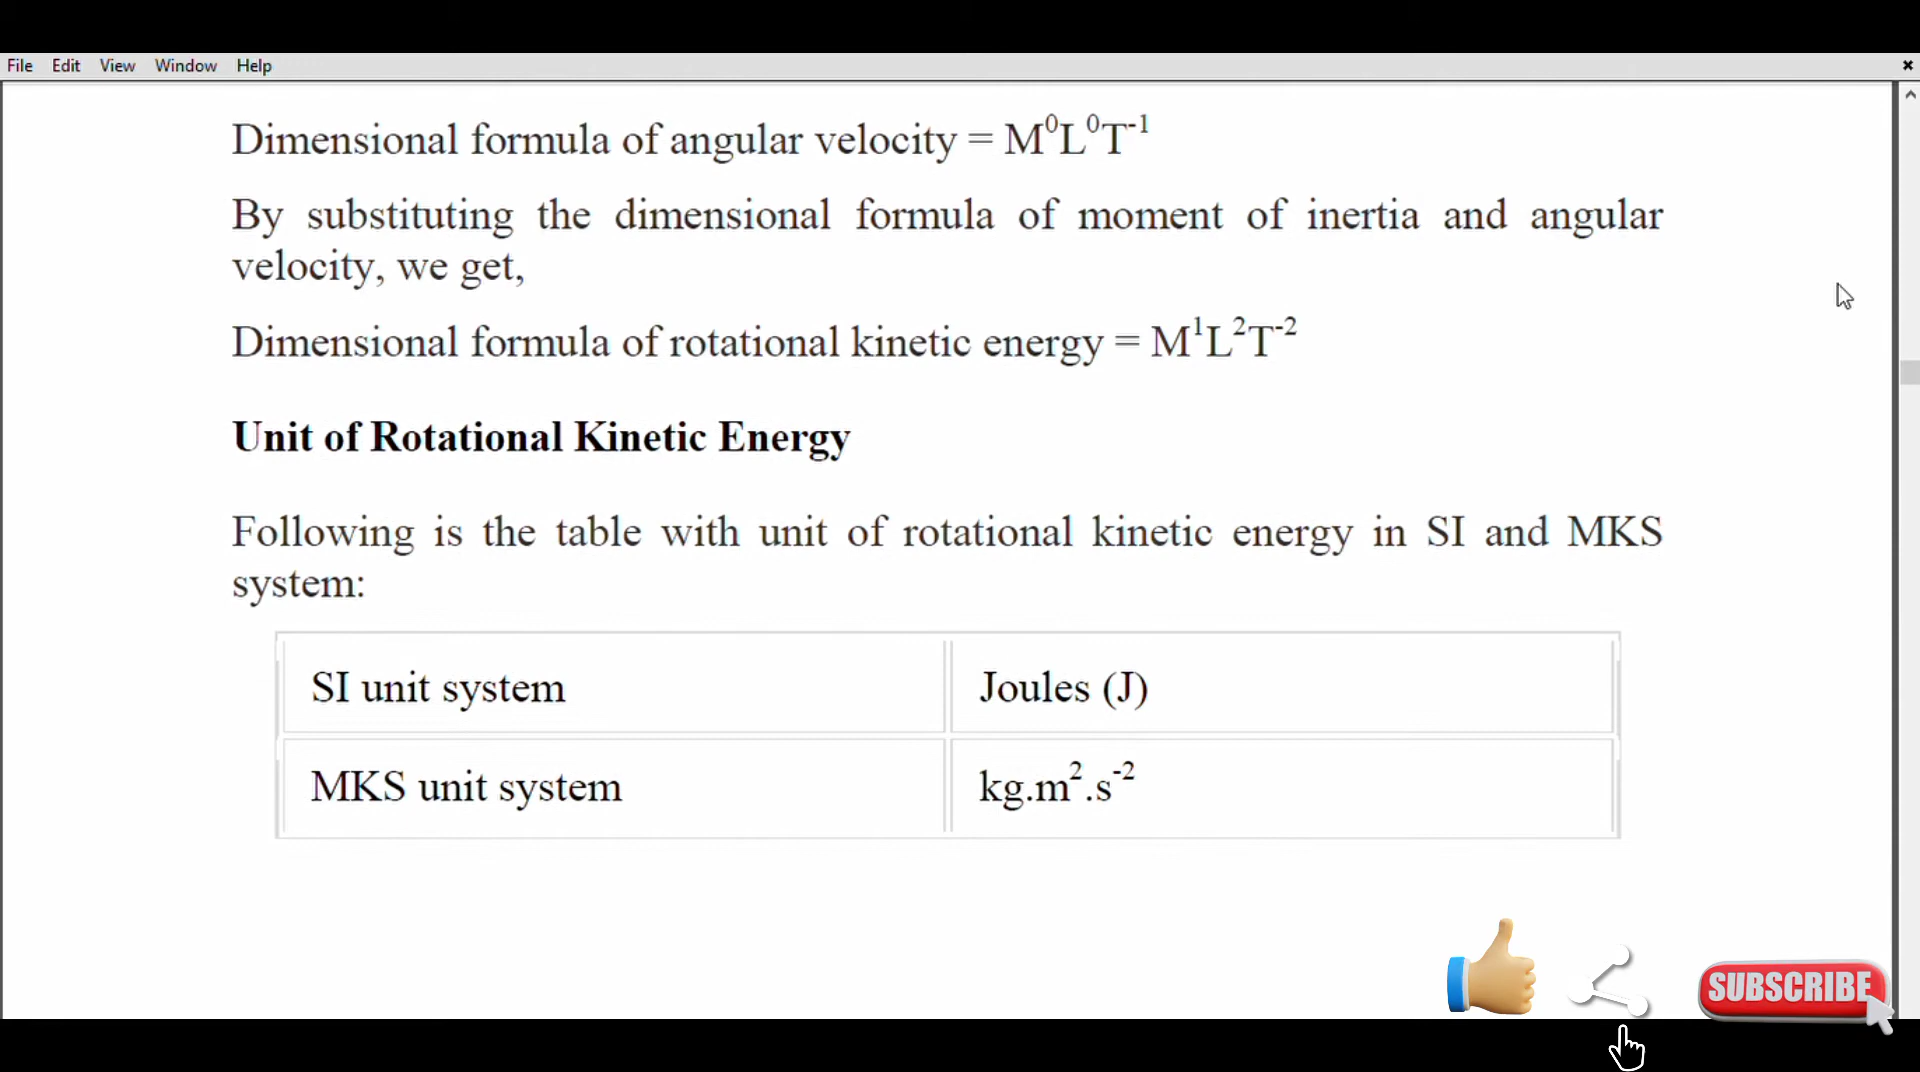 File Edit View Window Help
Dimensional formula of angular velocity = M⁰L⁰T⁻¹
By substituting the dimensional formula of moment of inertia and angular
velocity, we get,
Dimensional formula of rotational kinetic energy = M¹L²T⁻²
Unit of Rotational Kinetic Energy
Following is the table with unit of rotational kinetic energy in SI and MKS
system:
SI unit system Joules (J)
MKS unit system kg.m².s⁻²
SUBSCRIBE